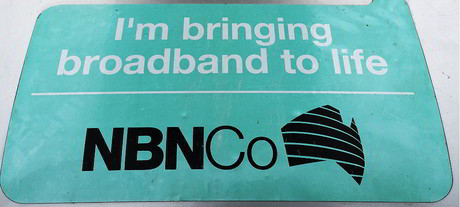 I'm bringing
broadband to life
NBNCo